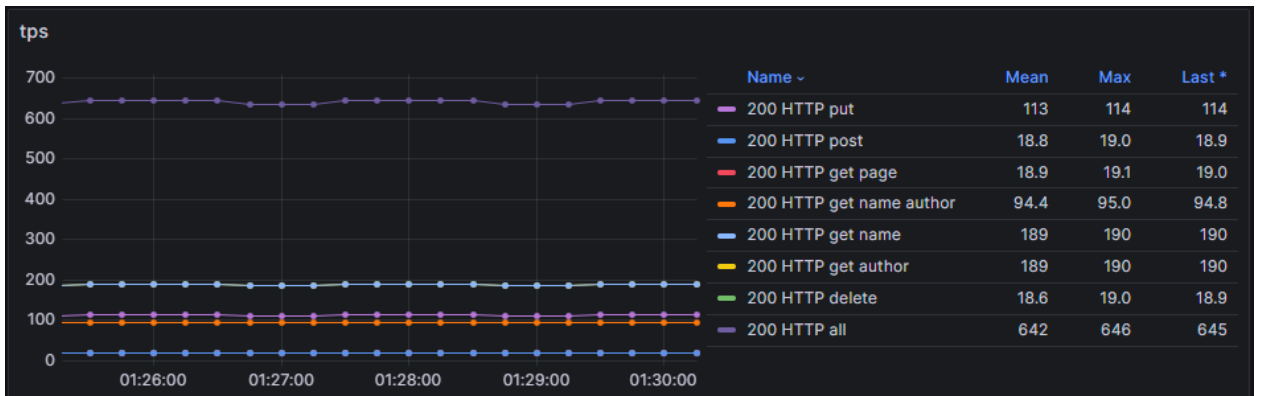 tps
700
600
500
400
300
200
100
0
01:26:00 01:27:00 01:28:00 01:29:00 01:30:00
Name Mean Max Last *
200 HTTP put 113 114 114
200 HTTP post 18.8 19.0 18.9
200 HTTP get page 18.9 19.1 19.0
200 HTTP get name author 94.4 95.0 94.8
200 HTTP get name 189 190 190
200 HTTP get author 189 190 190
200 HTTP delete 18.6 19.0 18.9
200 HTTP all 642 646 645